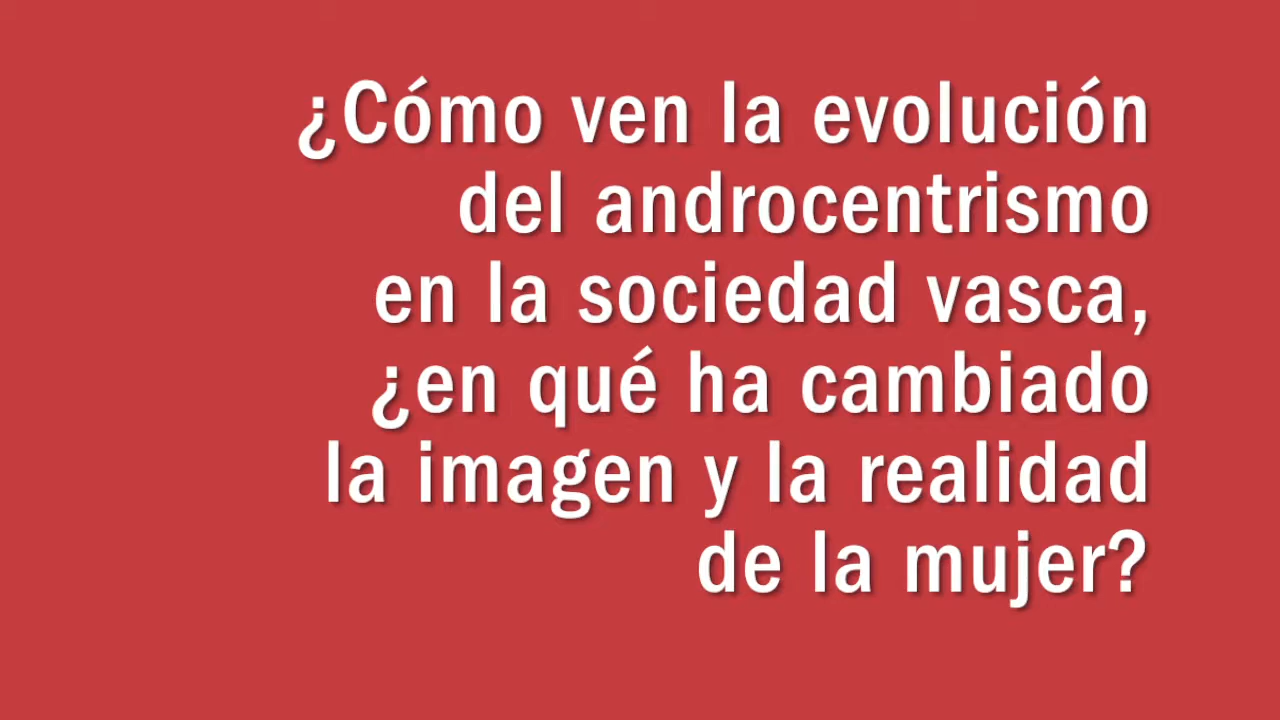 ¿Cómo ven la evolución
del androcentrismo
en la sociedad vasca,
¿en qué ha cambiado
la imagen y la realidad
de la mujer?